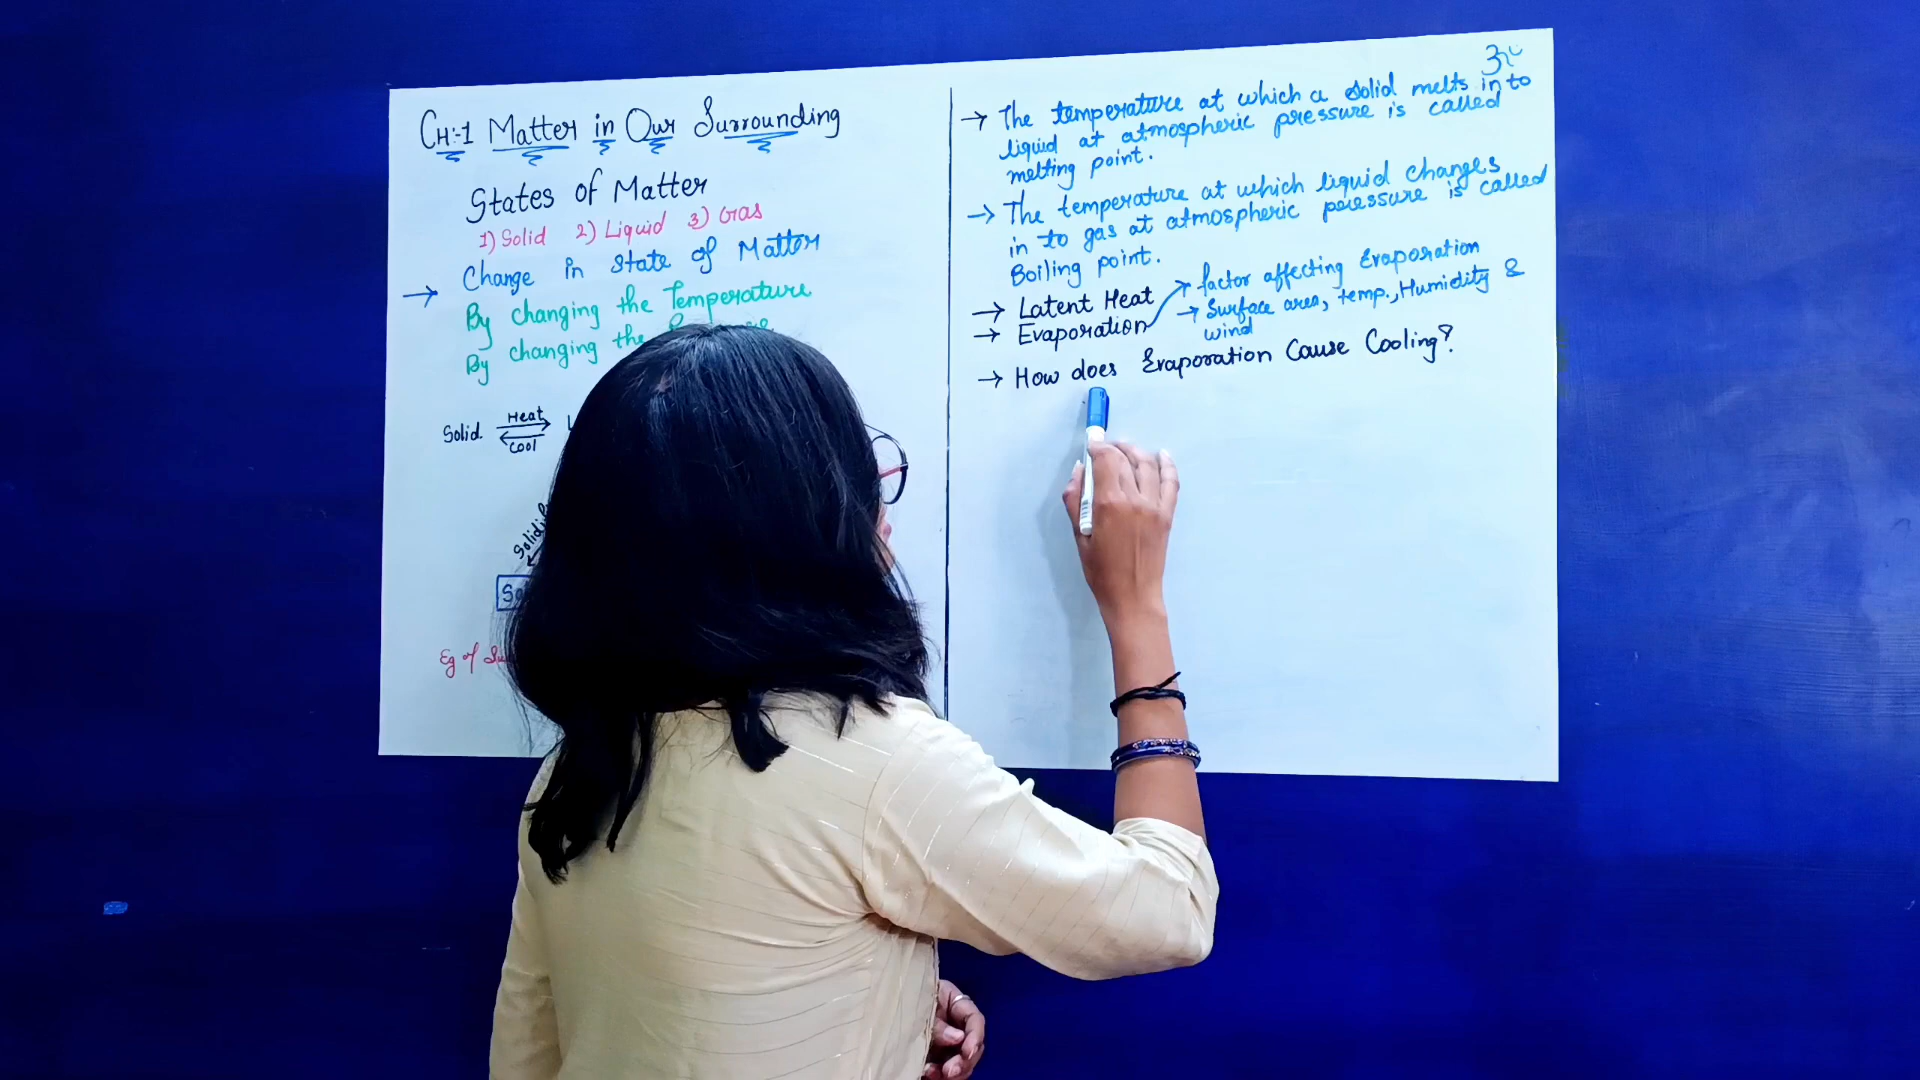 CH:-1 Matter in Our Surrounding
States of Matter
1) Solid 2) Liquid 3) Gas
→ Change in state of Matter
By changing the Temperature
By changing the
Solid Heat
Cool
Eg of
→ The temperature at which a solid melts in to
liquid at atmospheric pressure is called
melting point.
→ The temperature at which liquid changes
in to gas at atmospheric pressure is called
Boiling point.
→ Latent Heat
→ Evaporation
→ factor affecting Evaporation
→ Surface area, temp., Humidity &
wind
→ How does Evaporation Cause Cooling?